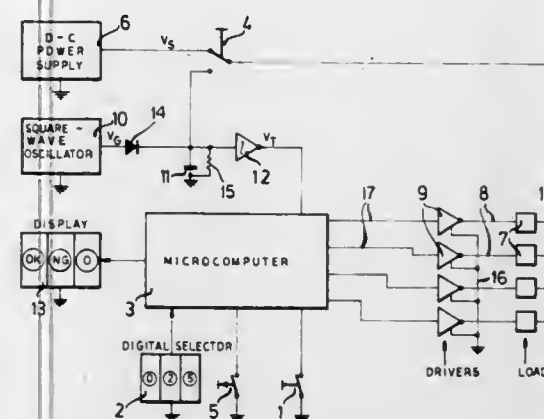 D-C
POWER
SUPPLY
6
VS
4
SQUARE-
WAVE
OSCILLATOR
10
VG
14
11
15
12
VT
DISPLAY
OK NG 0
13
MICROCOMPUTER
3
17
9
8
7
16
DRIVERS
DIGITAL SELECTOR
0 2 5
2
5
1